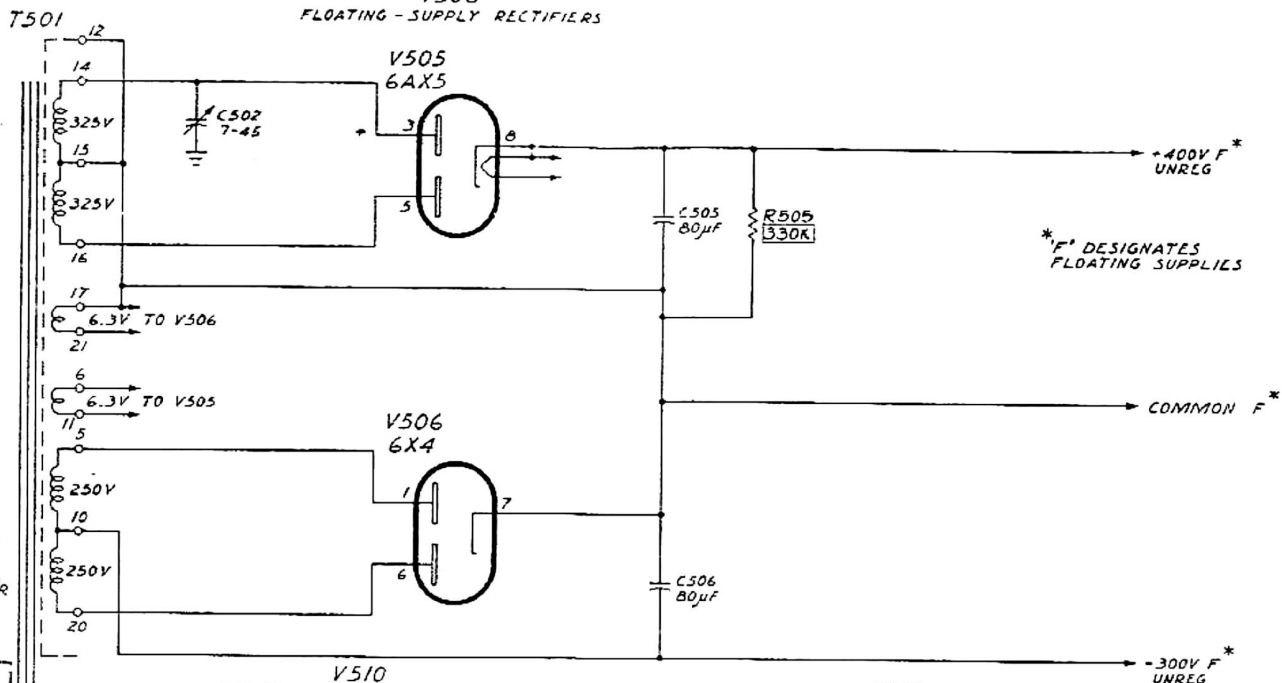 FLOATING - SUPPLY RECTIFIERS
T501
12
V505
6AX5
14
325V
C502
7-45
3
8
15
+400V F*
UNREG
325V
5
C505
80µF
R505
330K
*"F" DESIGNATES
FLOATING SUPPLIES
16
17
6.3V TO V506
21
6
6.3V TO V505
11
COMMON F*
V506
6X4
5
250V
1
7
10
250V
6
C506
80µF
20
-300V F*
UNREG
V510